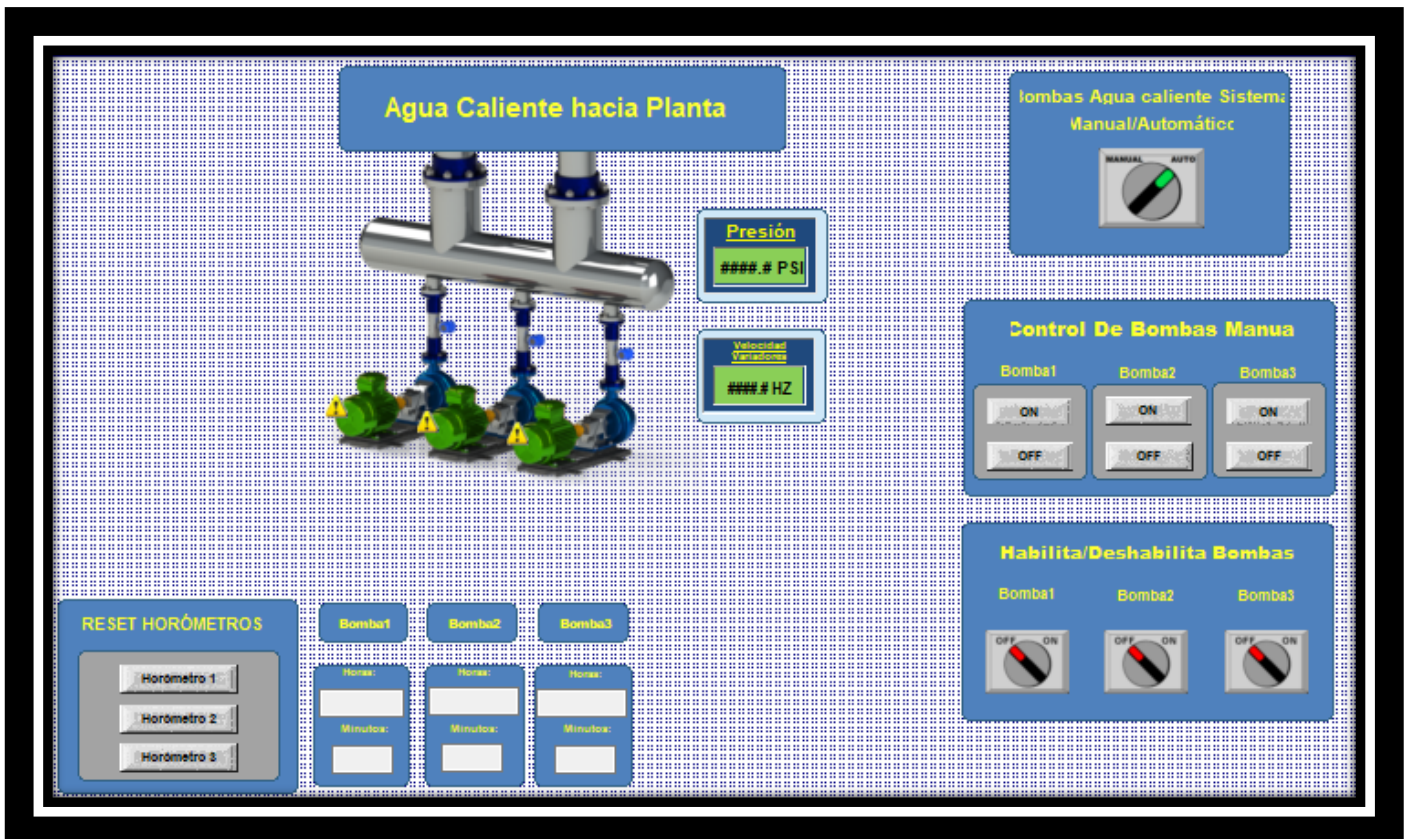 Agua Caliente hacia Planta
Bombas Agua caliente Sistema
Manual/Automático
MANUAL AUTO
Presión
####.# PSI
Velocidad
Variadores
####.# HZ
Control De Bombas Manua
Bomba1 Bomba2 Bomba3
ON ON ON
OFF OFF OFF
Habilita/Deshabilita Bombas
Bomba1 Bomba2 Bomba3
OFF ON OFF ON OFF ON
RESET HORÓMETROS
Horómetro 1
Horómetro 2
Horómetro 3
Bomba1 Bomba2 Bomba3
Horas: Horas: Horas:
Minutos: Minutos: Minutos: